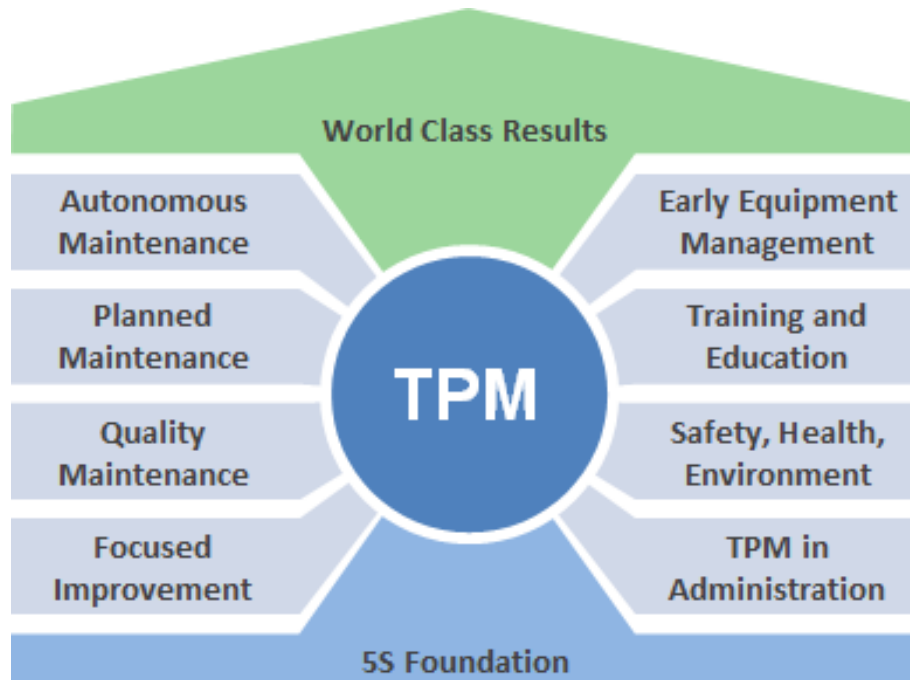 World Class Results
Autonomous
Maintenance
Planned
Maintenance
Quality
Maintenance
Focused
Improvement
TPM
Early Equipment
Management
Training and
Education
Safety, Health,
Environment
TPM in
Administration
5S Foundation